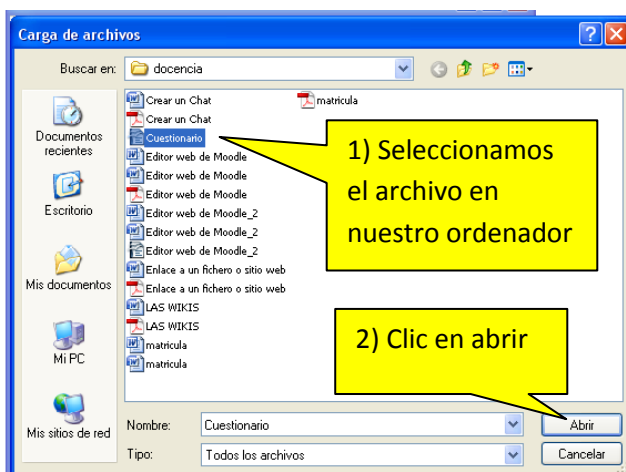 Carga de archivos
Buscar en:
docencia
Documentos
recientes
Escritorio
Mis documentos
Mi PC
Mis sitios de red
Crear un Chat
Crear un Chat
Cuestionario
Editor web de Moodle
Editor web de Moodle
Editor web de Moodle
Editor web de Moodle_2
Editor web de Moodle_2
Editor web de Moodle_2
Enlace a un fichero o sitio web
Enlace a un fichero o sitio web
LAS WIKIS
LAS WIKIS
matricula
matricula
matricula
1) Seleccionamos
el archivo en
nuestro ordenador
2) Clic en abrir
Nombre:
Cuestionario
Abrir
Tipo:
Todos los archivos
Cancelar